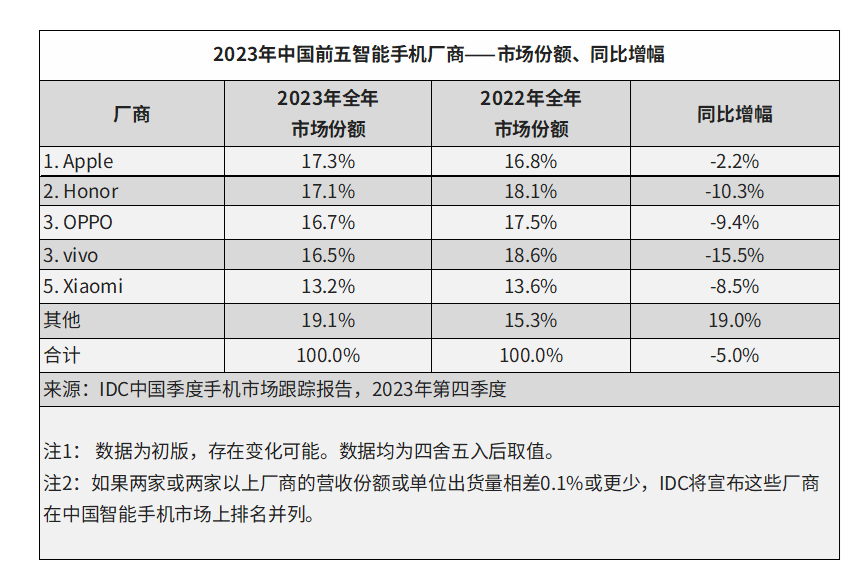 2023年中国前五智能手机厂商——市场份额、同比增幅
厂商 2023年全年市场份额 2022年全年市场份额 同比增幅
1. Apple 17.3% 16.8% -2.2%
2. Honor 17.1% 18.1% -10.3%
3. OPPO 16.7% 17.5% -9.4%
3. vivo 16.5% 18.6% -15.5%
5. Xiaomi 13.2% 13.6% -8.5%
其他 19.1% 15.3% 19.0%
合计 100.0% 100.0% -5.0%
来源：IDC中国季度手机市场跟踪报告，2023年第四季度
注1： 数据为初版，存在变化可能。数据均为四舍五入后取值。
注2：如果两家或两家以上厂商的营收份额或单位出货量相差0.1%或更少，IDC将宣布这些厂商
在中国智能手机市场上排名并列。